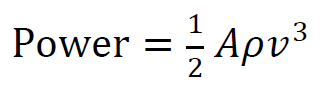 Power = 1/2 Aρv³